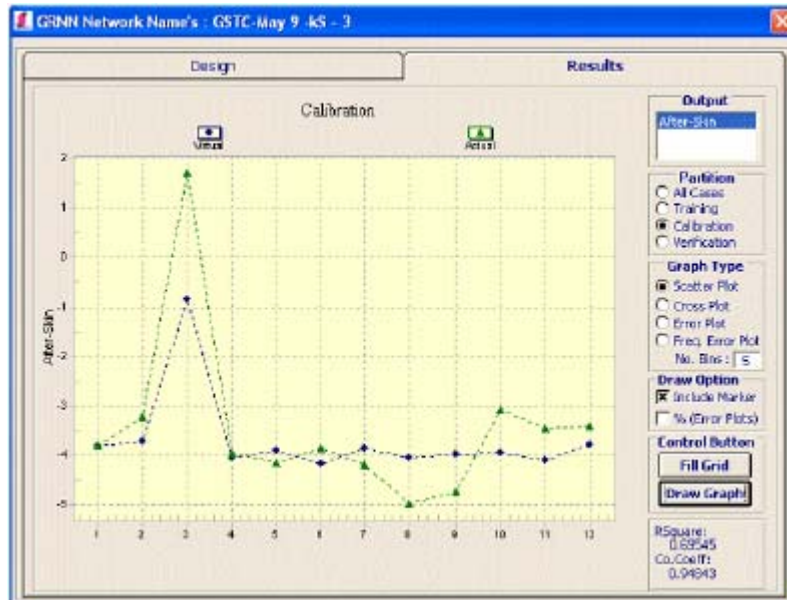 GRNN Network Name's : GSTC-May 9 -kS - 3
Design
Results
Calibration
Virtual
Actual
2
1
0
-1
-2
-3
-4
-5
After-Skin
1 2 3 4 5 6 7 8 9 10 11 12
Output
After-Skin
Partition
All Cases
Training
Calibration
Verification
Graph Type
Scatter Plot
Cross Plot
Error Plot
Freq. Error Plot
No. Bins : 5
Draw Option
Include Marker
% (Error Plots)
Control Button
Fill Grid
Draw Graph
RSquare:
0.69545
Co.Coeff:
0.94843